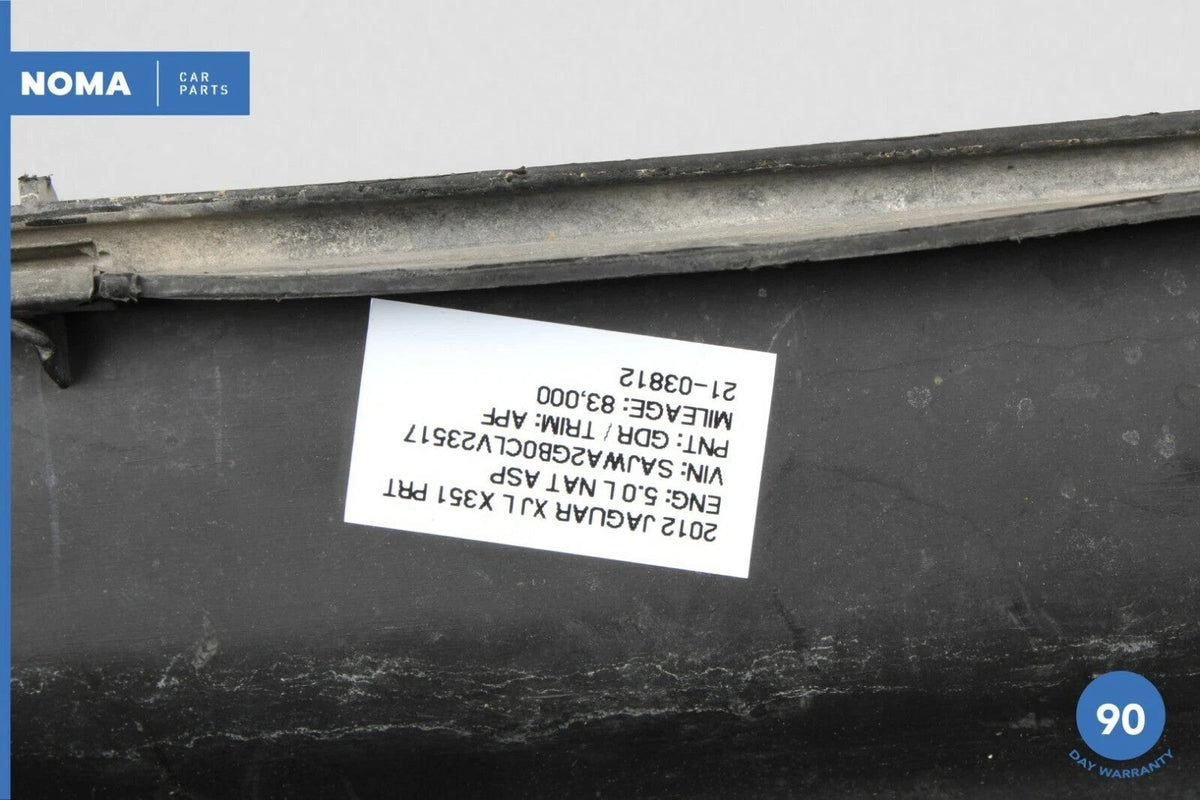 NOMA
CAR
PARTS
2012 JAGUAR XJ L X351 PRT
ENG: 5.0 L NAT ASP
VIN: SAJWA2GB0CLV23517
PNT: GDR / TRIM: APF
MILEAGE: 83,000
21-03812
90
DAY WARRANTY